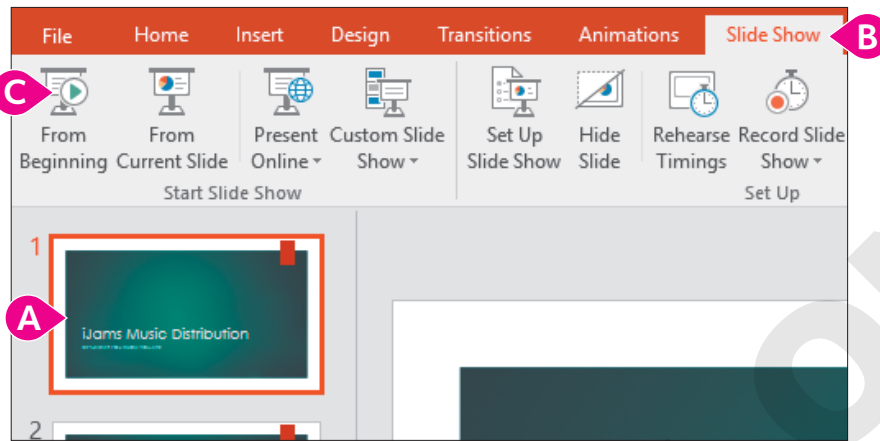 File Home Insert Design Transitions Animations Slide Show B
C
From From Present Custom Slide Set Up Hide Rehearse Record Slide
Beginning Current Slide Online Show Slide Show Slide Timings Show
Start Slide Show Set Up
1
A
iJams Music Distribution
2